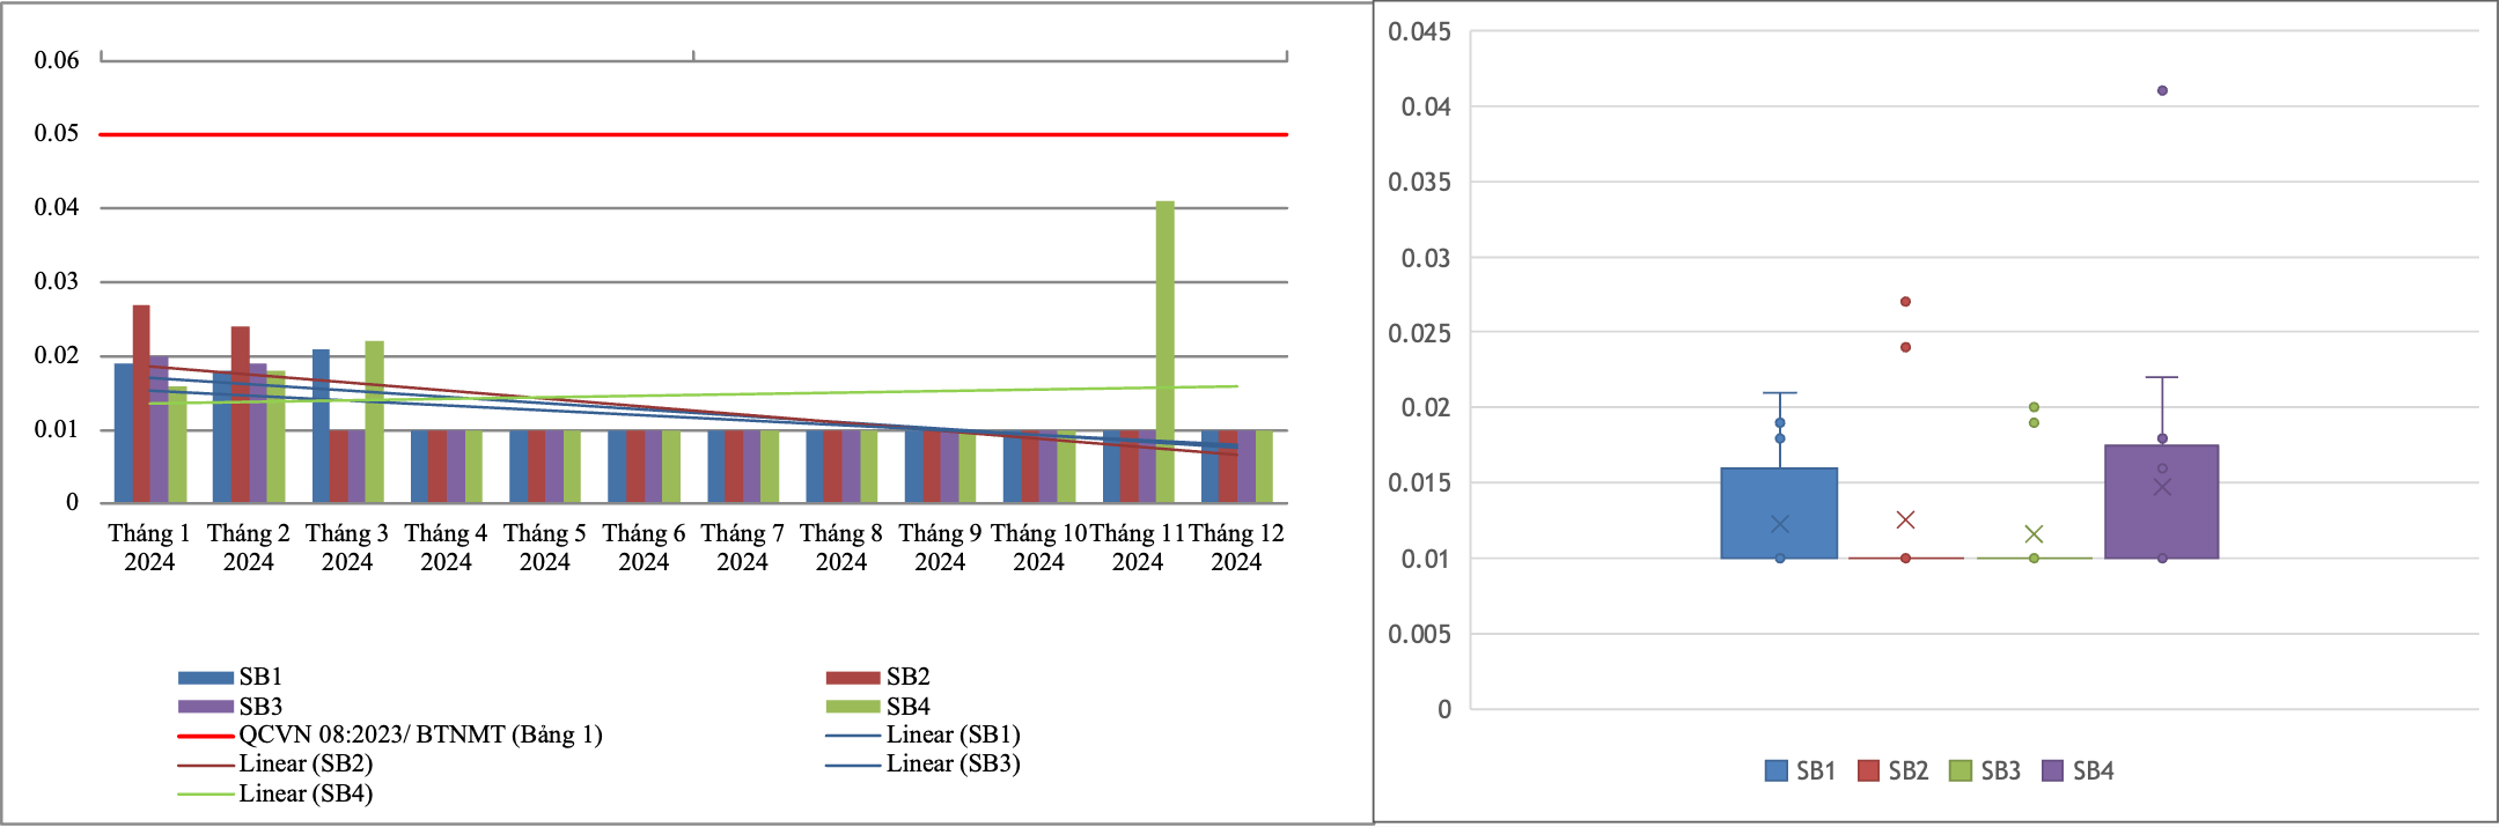 0.06
0.05
0.04
0.03
0.02
0.01
0
Tháng 1 2024
Tháng 2 2024
Tháng 3 2024
Tháng 4 2024
Tháng 5 2024
Tháng 6 2024
Tháng 7 2024
Tháng 8 2024
Tháng 9 2024
Tháng 10 2024
Tháng 11 2024
Tháng 12 2024
SB1
SB2
SB3
SB4
QCVN 08:2023/ BTNMT (Bảng 1)
Linear (SB1)
Linear (SB2)
Linear (SB3)
Linear (SB4)
0.045
0.04
0.035
0.03
0.025
0.02
0.015
0.01
0.005
0
SB1
SB2
SB3
SB4